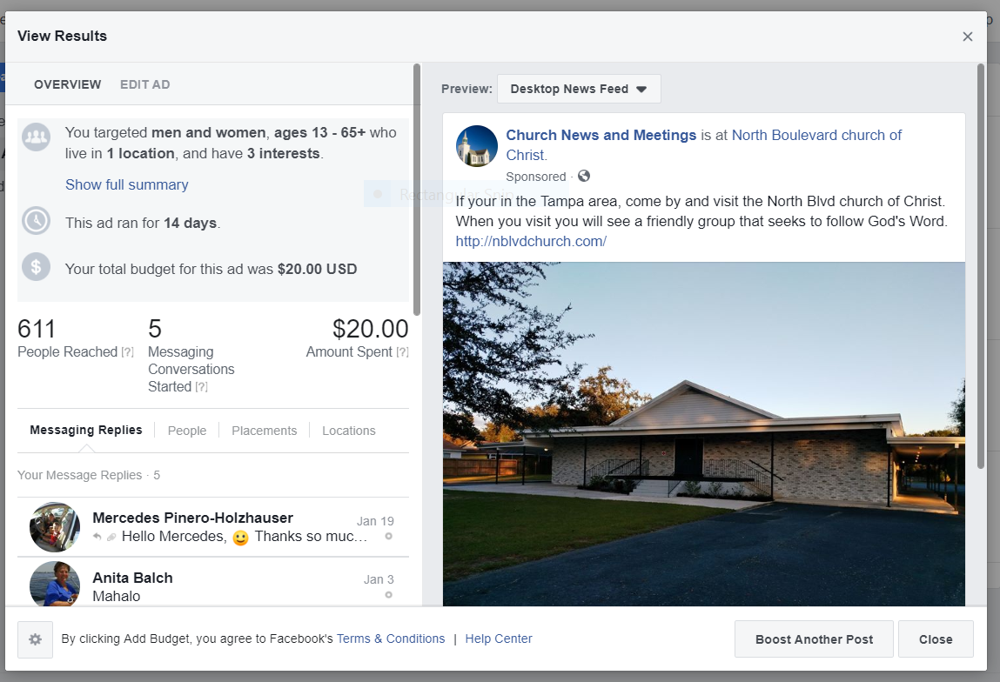 View Results
×
OVERVIEW EDIT AD
You targeted men and women, ages 13 - 65+ who
live in 1 location, and have 3 interests.
Show full summary
This ad ran for 14 days.
$ Your total budget for this ad was $20.00 USD
611 5 $20.00
People Reached [?] Messaging Amount Spent [?]
Conversations
Started [?]
Messaging Replies People Placements Locations
Your Message Replies · 5
Mercedes Pinero-Holzhauser Jan 19
Hello Mercedes, 🙂 Thanks so muc...
Anita Balch Jan 3
Mahalo
Preview: Desktop News Feed
Church News and Meetings is at North Boulevard church of
Christ.
Sponsored ·
Rectangular Snip
If your in the Tampa area, come by and visit the North Blvd church of Christ.
When you visit you will see a friendly group that seeks to follow God's Word.
http://nblvdchurch.com/
By clicking Add Budget, you agree to Facebook's Terms & Conditions | Help Center
Boost Another Post Close